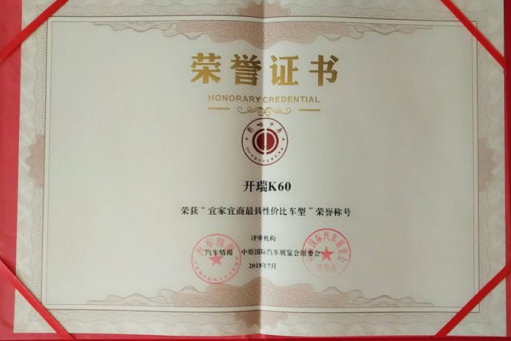 荣誉证书
HONORARY CREDENTIAL
开瑞K60
荣获"宜家宜商最具性价比车型"荣誉称号
评审机构
汽车情报 中原国际汽车展览会组委会
2018年7月